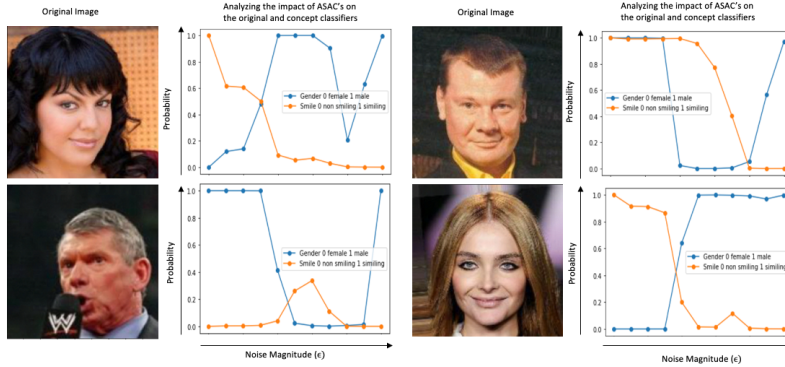 Original Image
Analyzing the impact of ASAC's on
the original and concept classifiers
Original Image
Analyzing the impact of ASAC's on
the original and concept classifiers
Probability
1.0
0.8
0.6
0.4
0.2
0.0
Gender 0 female 1 male
Smile 0 non smiling 1 similing
Probability
1.0
0.8
0.6
0.4
0.2
0.0
Gender 0 female 1 male
Smile 0 non smiling 1 similing
W
Probability
1.0
0.8
0.6
0.4
0.2
0.0
Gender 0 female 1 male
Smile 0 non smiling 1 similing
Noise Magnitude (ϵ)
Probability
1.0
0.8
0.6
0.4
0.2
0.0
Gender 0 female 1 male
Smile 0 non smiling 1 similing
Noise Magnitude (ϵ)